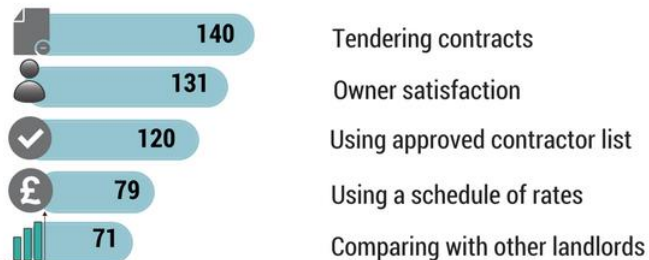 140 Tendering contracts
131 Owner satisfaction
120 Using approved contractor list
£ 79 Using a schedule of rates
71 Comparing with other landlords